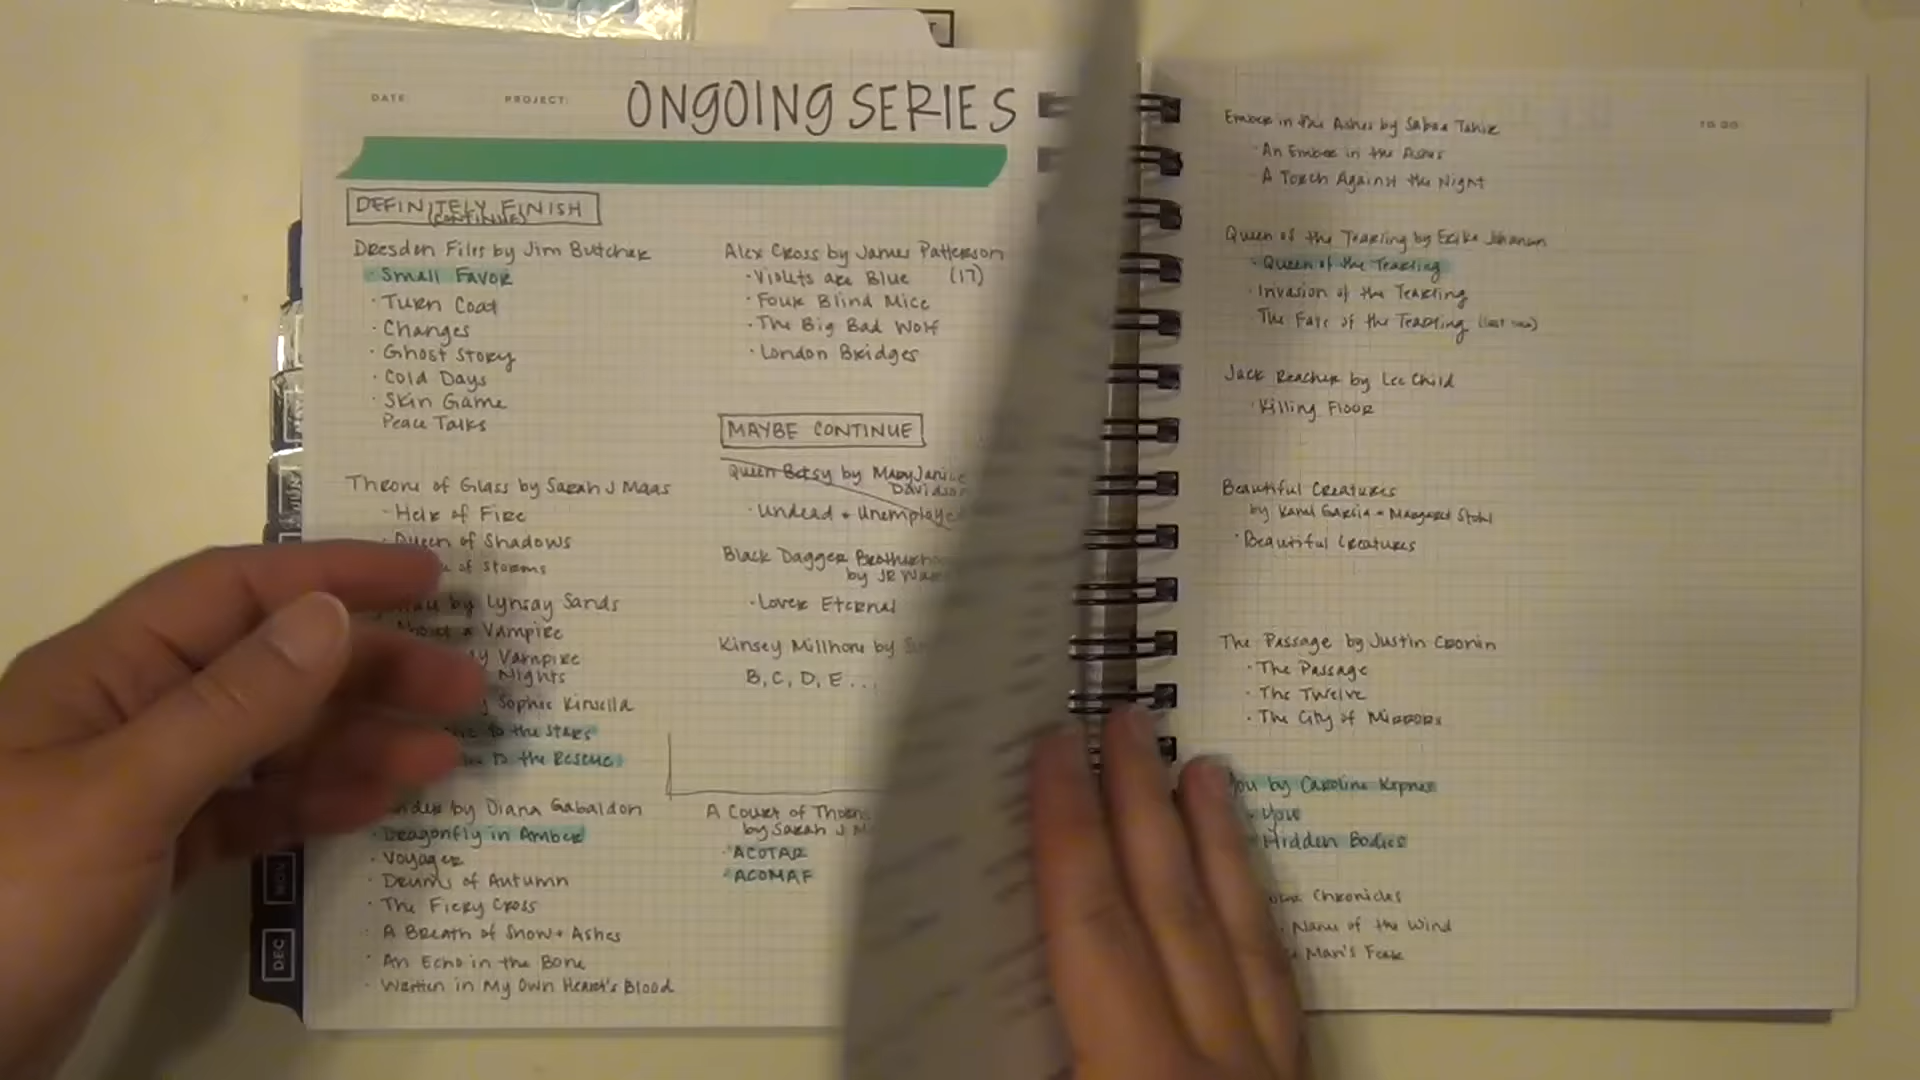 DATE:
PROJECT:
ONGOING SERIES
DEFINITELY FINISH
(CONTINUE)
Dresden Files by Jim Butcher
· Small Favor
· Turn Coat
· Changes
· Ghost Story
· Cold Days
· Skin Game
Peace Talks
Throne of Glass by Sarah J Maas
· Heir of Fire
· Queen of Shadows
of Storms
by Lynsay Sands
About a Vampire
Vampire
Nights
Sophie Kinsella
to the Stars
to the Rescue
by Diana Gabaldon
· Dragonfly in Amber
· Voyager
· Drums of Autumn
· The Fiery Cross
· A Breath of Snow + Ashes
· An Echo in the Bone
· Written in My Own Heart's Blood
Alex Cross by James Patterson
· Violets are Blue (17)
· Four Blind Mice
· The Big Bad Wolf
· London Bridges
MAYBE CONTINUE
Queen Betsy by MaryJanice
Davidson
· Undead + Unemploye
Black Dagger
by JR
· Lover Eternal
Kinsey Millhone by
B, C, D, E ...
A Court of
by Sarah J
· ACOTAR
· ACOMAF
Ember in the Ashes by Sabaa Tahir
· An Ember in the Ashes
· A Torch Against the Night
TO DO
Queen of the Tearling by Erika Johansen
· Queen of the Tearling
· Invasion of the Tearling
The Fate of the Tearling (last one)
Jack Reacher by Lee Child
· Killing Floor
Beautiful Creatures
by Kami Garcia + Margaret Stohl
· Beautiful Creatures
The Passage by Justin Cronin
· The Passage
· The Twelve
· The City of Mirrors
You by Caroline Kepnes
· You
Hidden Bodies
Chronicles
Name of the Wind
Man's Fear
NOV
DEC